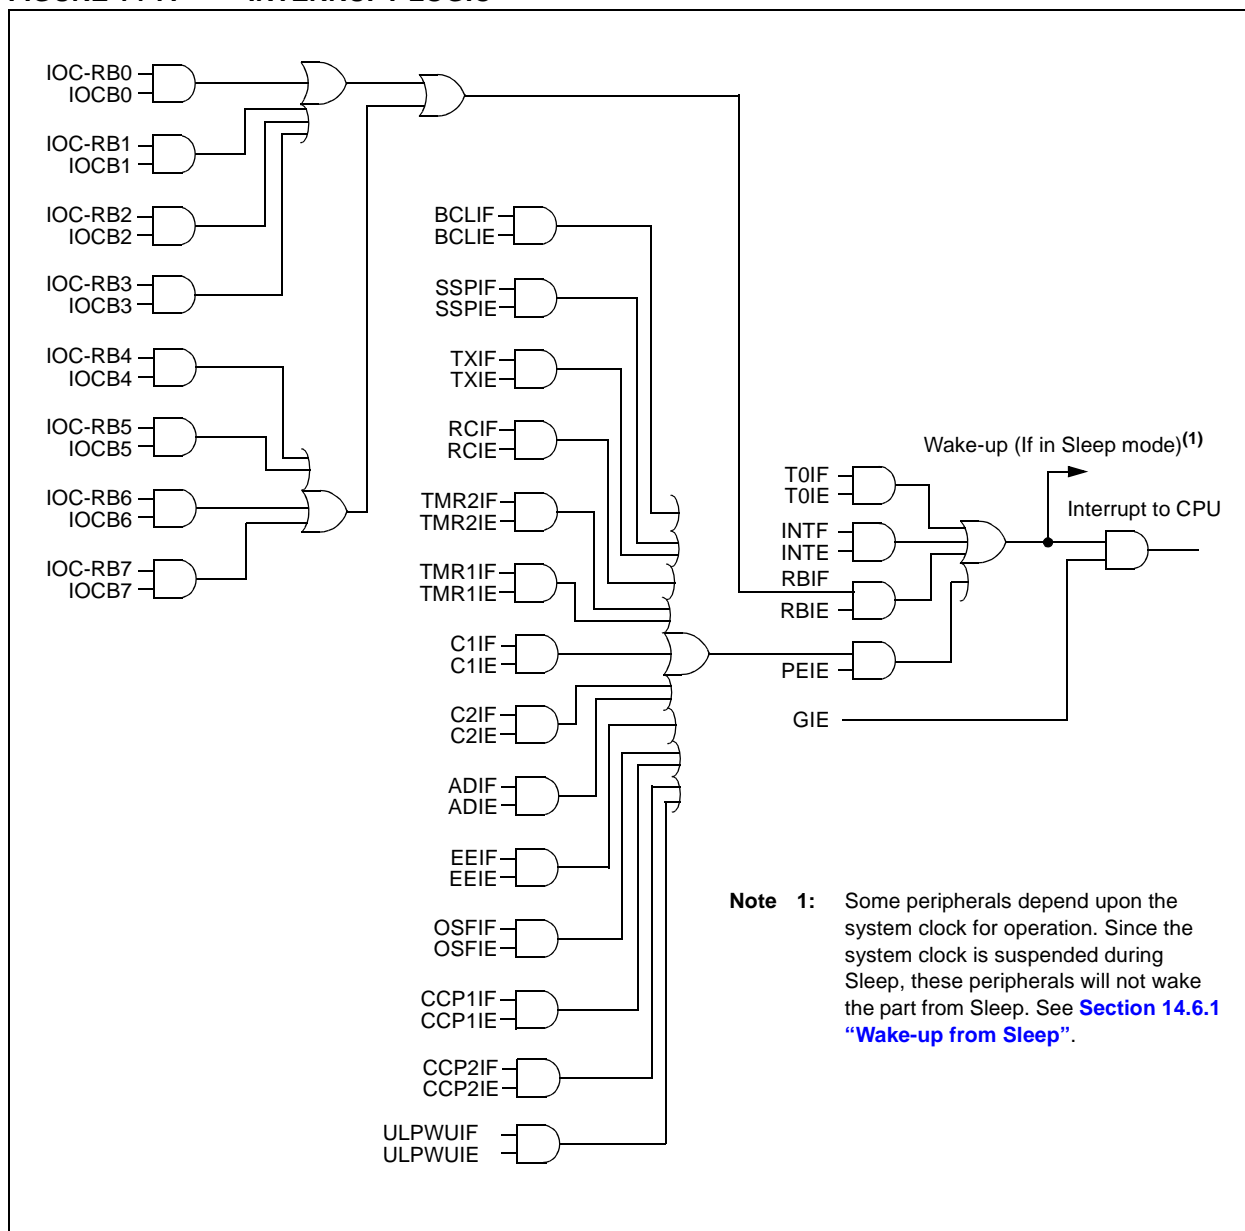 IOC-RB0
IOCB0
IOC-RB1
IOCB1
IOC-RB2
IOCB2
IOC-RB3
IOCB3
IOC-RB4
IOCB4
IOC-RB5
IOCB5
IOC-RB6
IOCB6
IOC-RB7
IOCB7
BCLIF
BCLIE
SSPIF
SSPIE
TXIF
TXIE
RCIF
RCIE
TMR2IF
TMR2IE
TMR1IF
TMR1IE
C1IF
C1IE
C2IF
C2IE
ADIF
ADIE
EEIF
EEIE
OSFIF
OSFIE
CCP1IF
CCP1IE
CCP2IF
CCP2IE
ULPWUIF
ULPWUIE
Wake-up (If in Sleep mode)(1)
T0IF
T0IE
Interrupt to CPU
INTF
INTE
RBIF
RBIE
PEIE
GIE
Note 1: Some peripherals depend upon the
system clock for operation. Since the
system clock is suspended during
Sleep, these peripherals will not wake
the part from Sleep. See Section 14.6.1
“Wake-up from Sleep”.